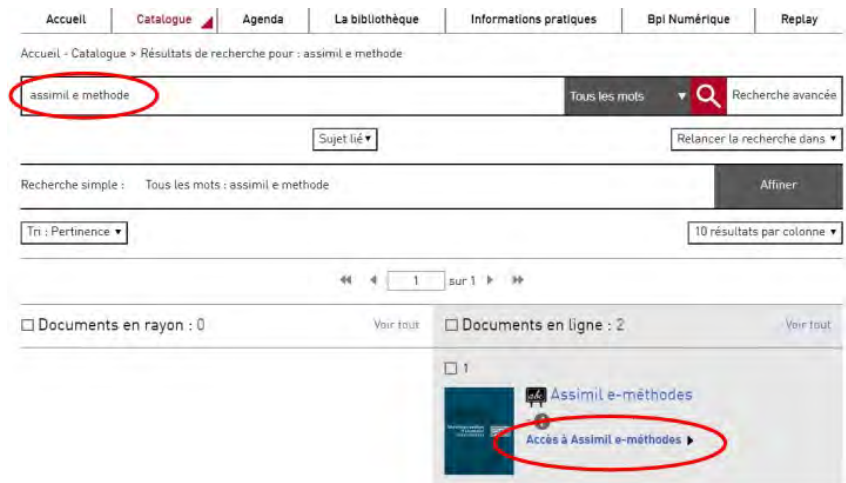 Accueil Catalogue Agenda La bibliothèque Informations pratiques Bpi Numérique Replay
Accueil - Catalogue > Résultats de recherche pour : assimil e methode
assimil e methode Tous les mots ▼ Recherche avancée
Sujet lié ▼ Relancer la recherche dans ▼
Recherche simple : Tous les mots : assimil e methode Affiner
Tri : Pertinence ▼ 10 résultats par colonne ▼
1 sur 1
Documents en rayon : 0 Voir tout
Documents en ligne : 2 Voir tout
1
abc Assimil e-méthodes
Accès à Assimil e-méthodes